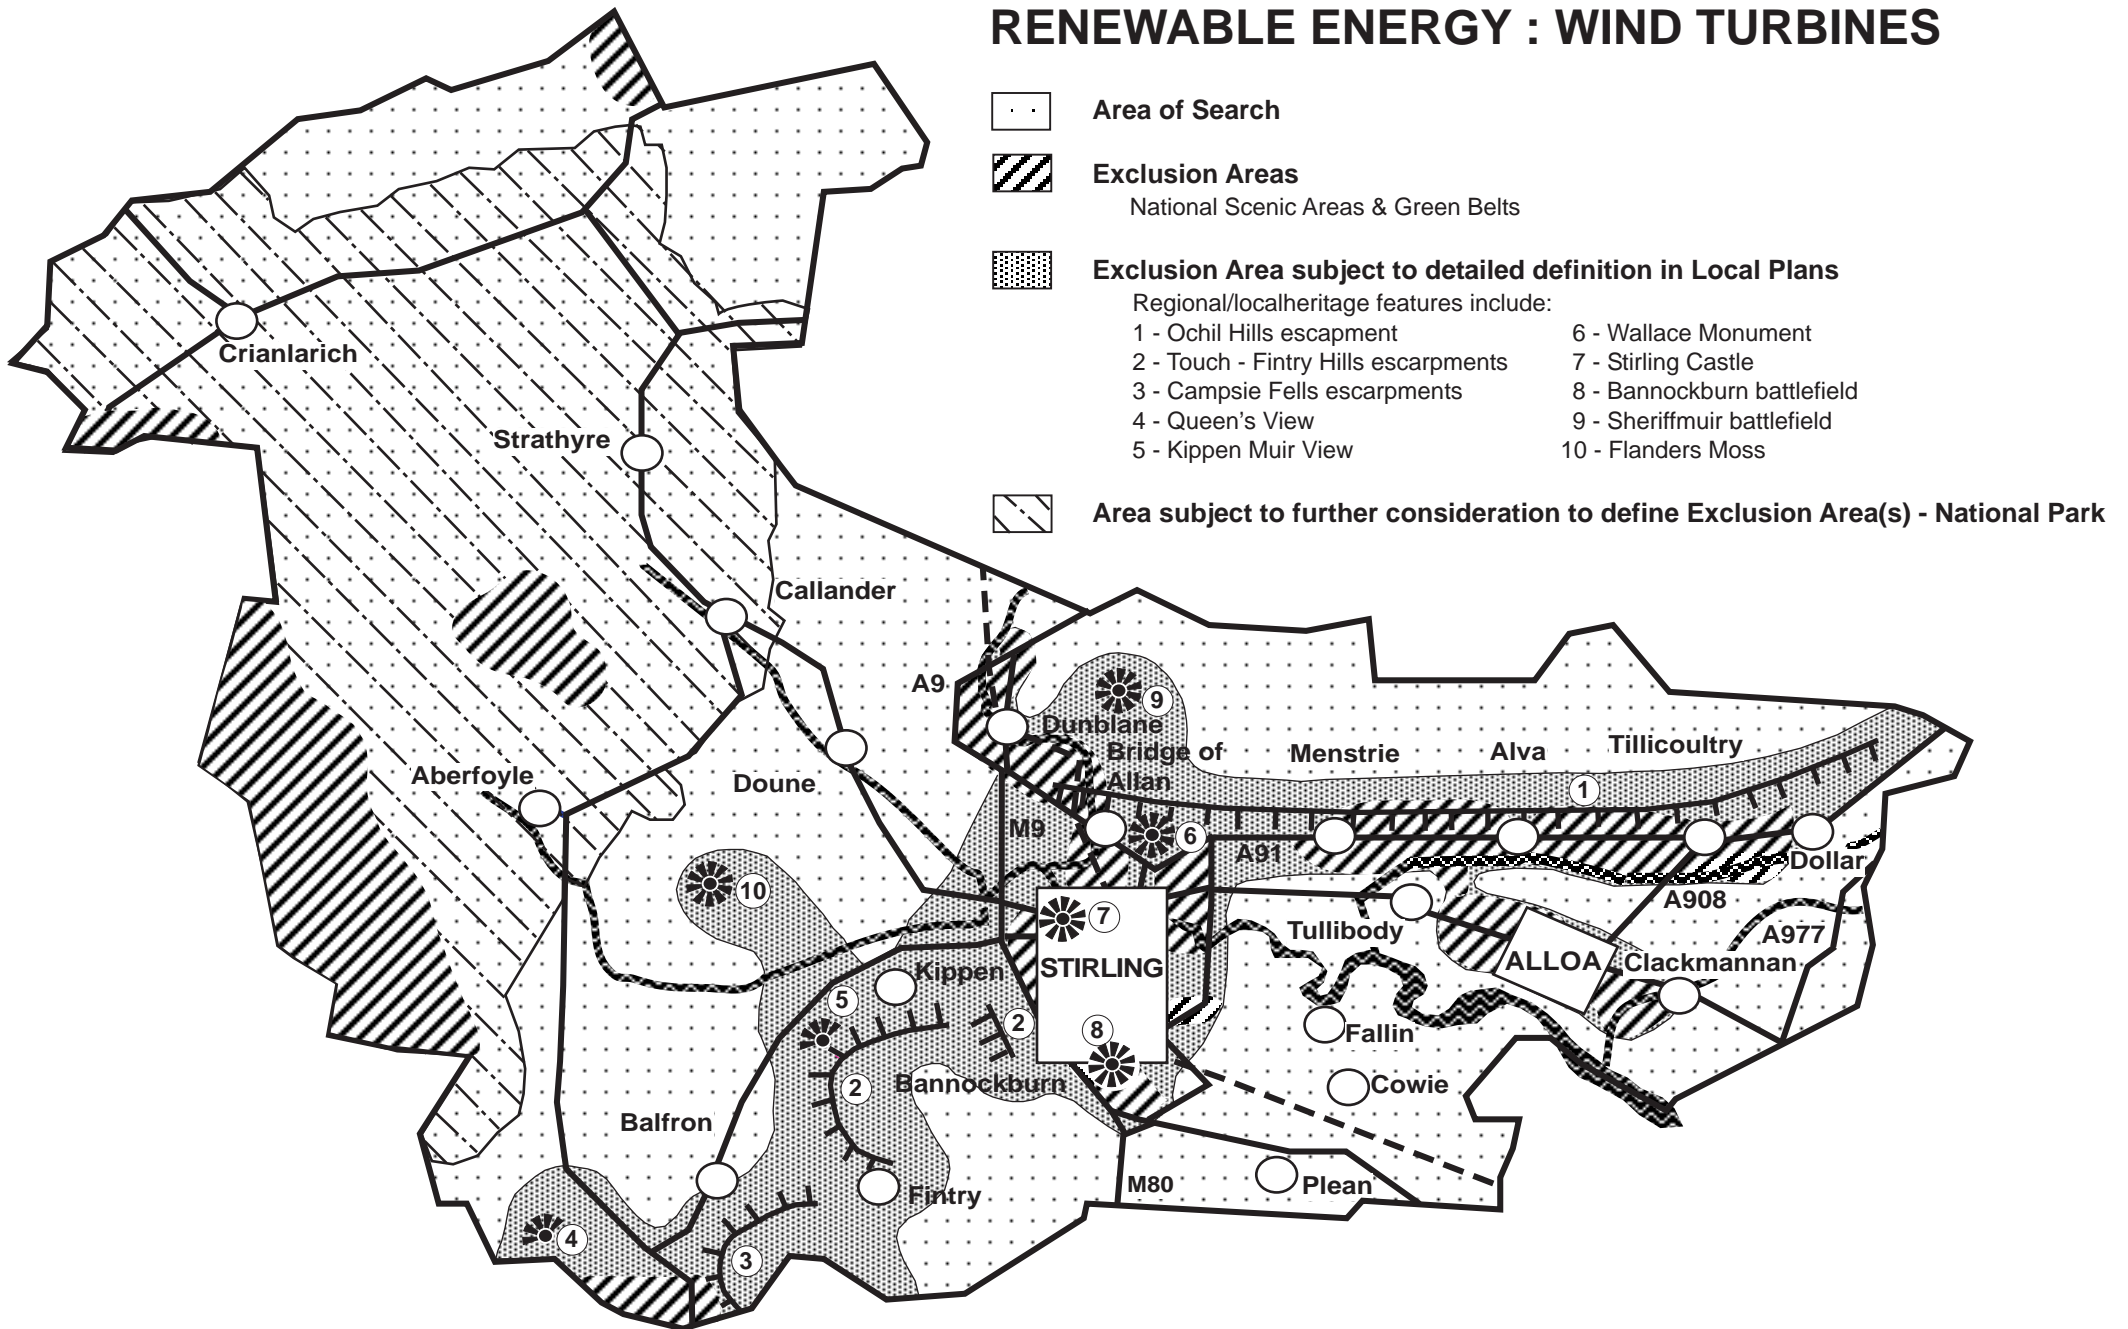 RENEWABLE ENERGY : WIND TURBINES
Area of Search
Exclusion Areas
National Scenic Areas & Green Belts
Exclusion Area subject to detailed definition in Local Plans
Regional/localheritage features include:
1 - Ochil Hills escapment
2 - Touch - Fintry Hills escarpments
3 - Campsie Fells escarpments
4 - Queen's View
5 - Kippen Muir View
6 - Wallace Monument
7 - Stirling Castle
8 - Bannockburn battlefield
9 - Sheriffmuir battlefield
10 - Flanders Moss
Area subject to further consideration to define Exclusion Area(s) - National Park
Crianlarich
Strathyre
Callander
A9
9
Dunblane
Bridge of
Allan
Menstrie
Alva
Tillicoultry
Aberfoyle
Doune
1
M9
6
A91
Dollar
10
7
A908
Tullibody
A977
STIRLING
ALLOA
Clackmannan
Kippen
5
2
8
Fallin
2
Bannockburn
Cowie
Balfron
M80
Plean
Fintry
4
3